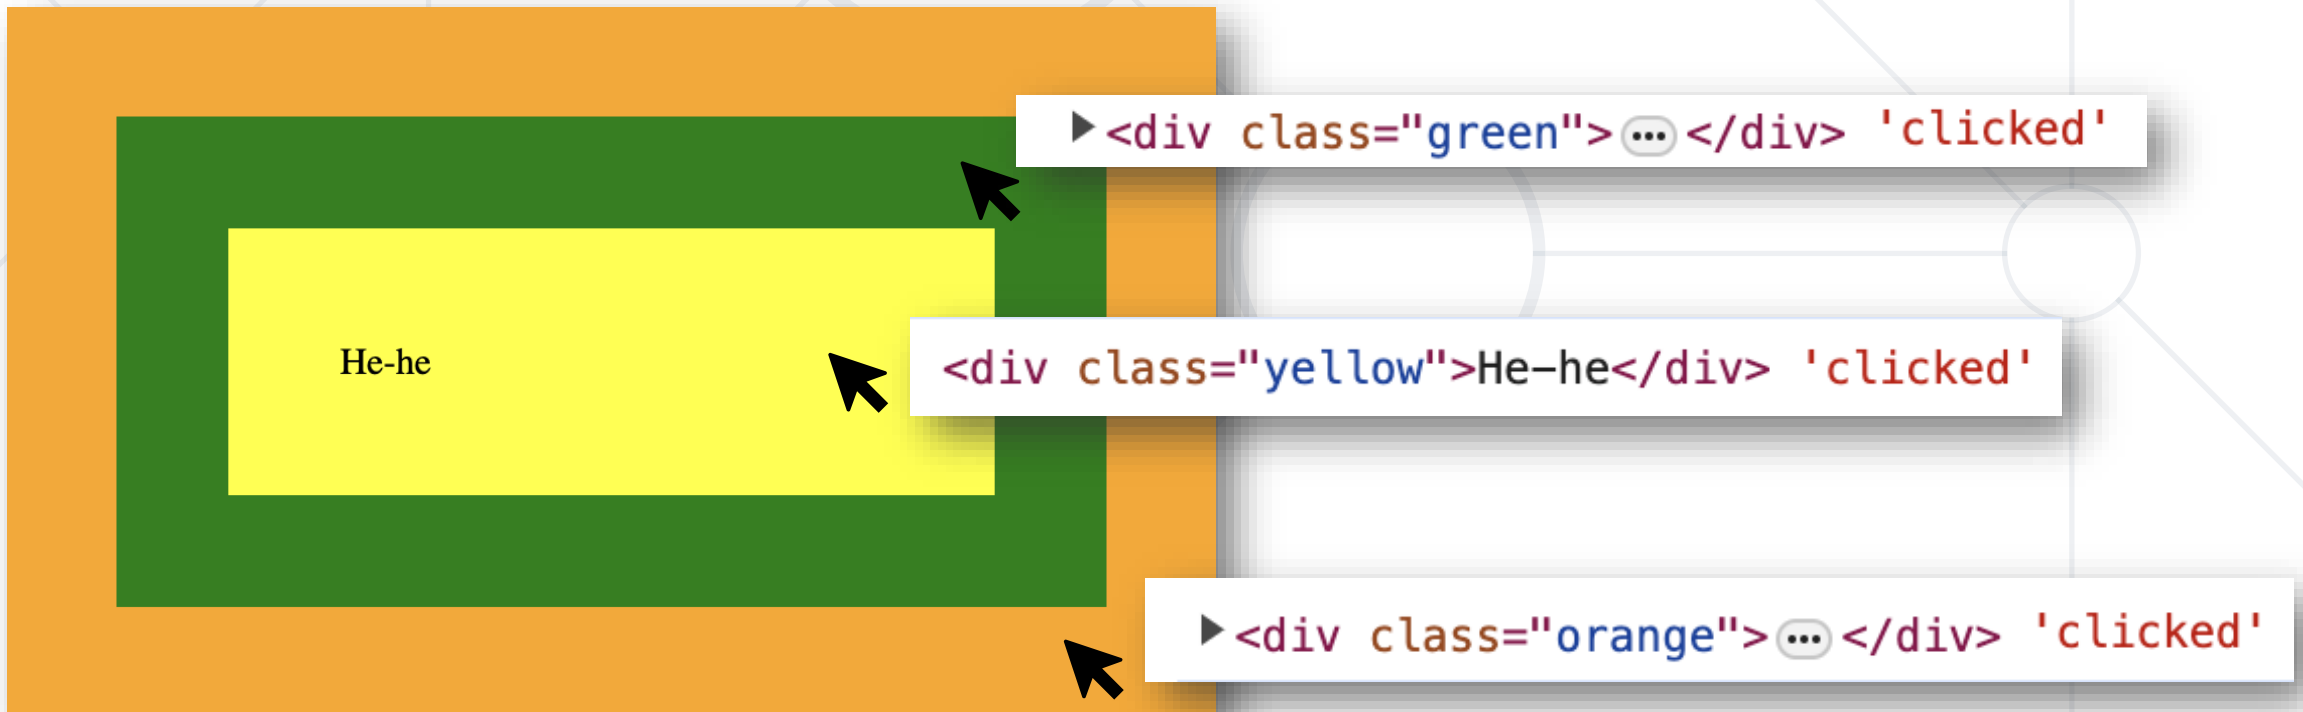 <div class="green">…</div> 'clicked'
He-he
<div class="yellow">He-he</div> 'clicked'
<div class="orange">…</div> 'clicked'